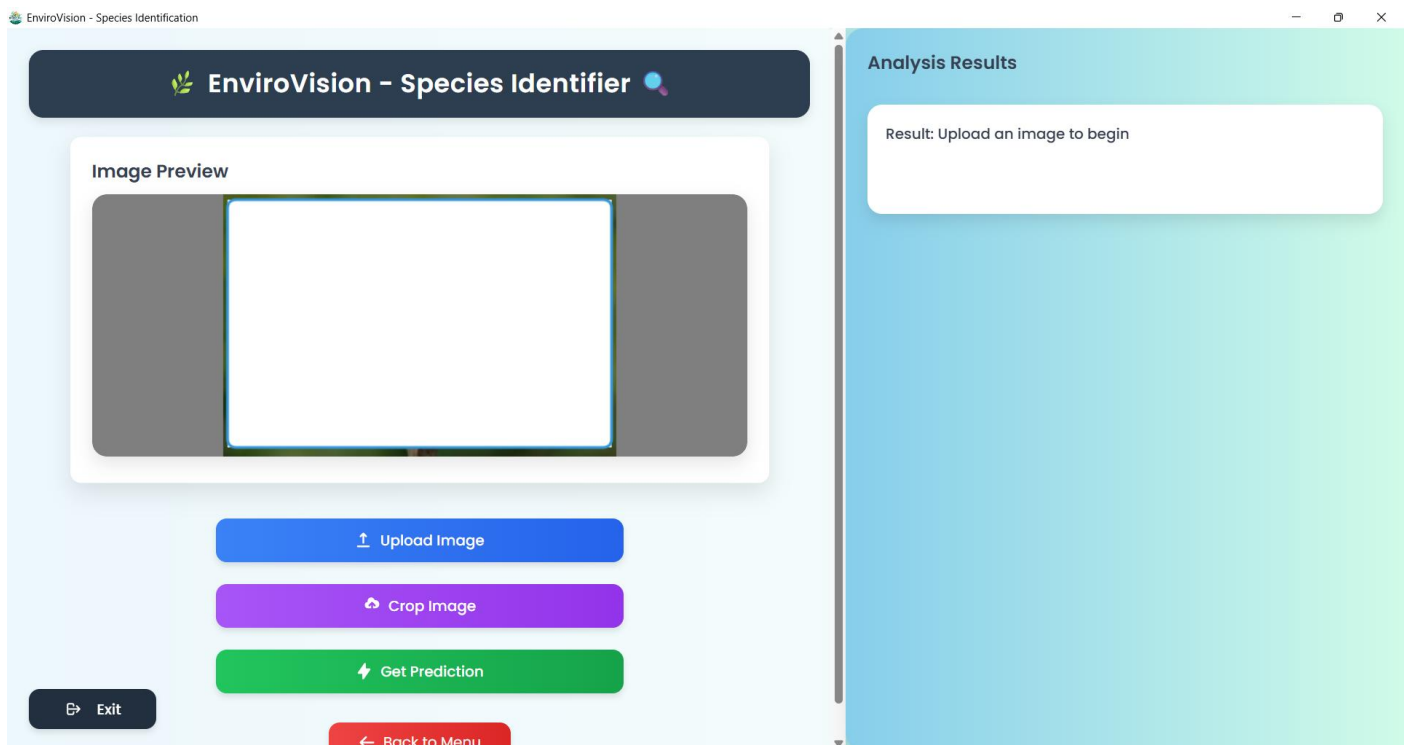 EnviroVision - Species Identification
EnviroVision - Species Identifier
Image Preview
Upload Image
Crop Image
Get Prediction
Exit
Back to Menu
Analysis Results
Result: Upload an image to begin